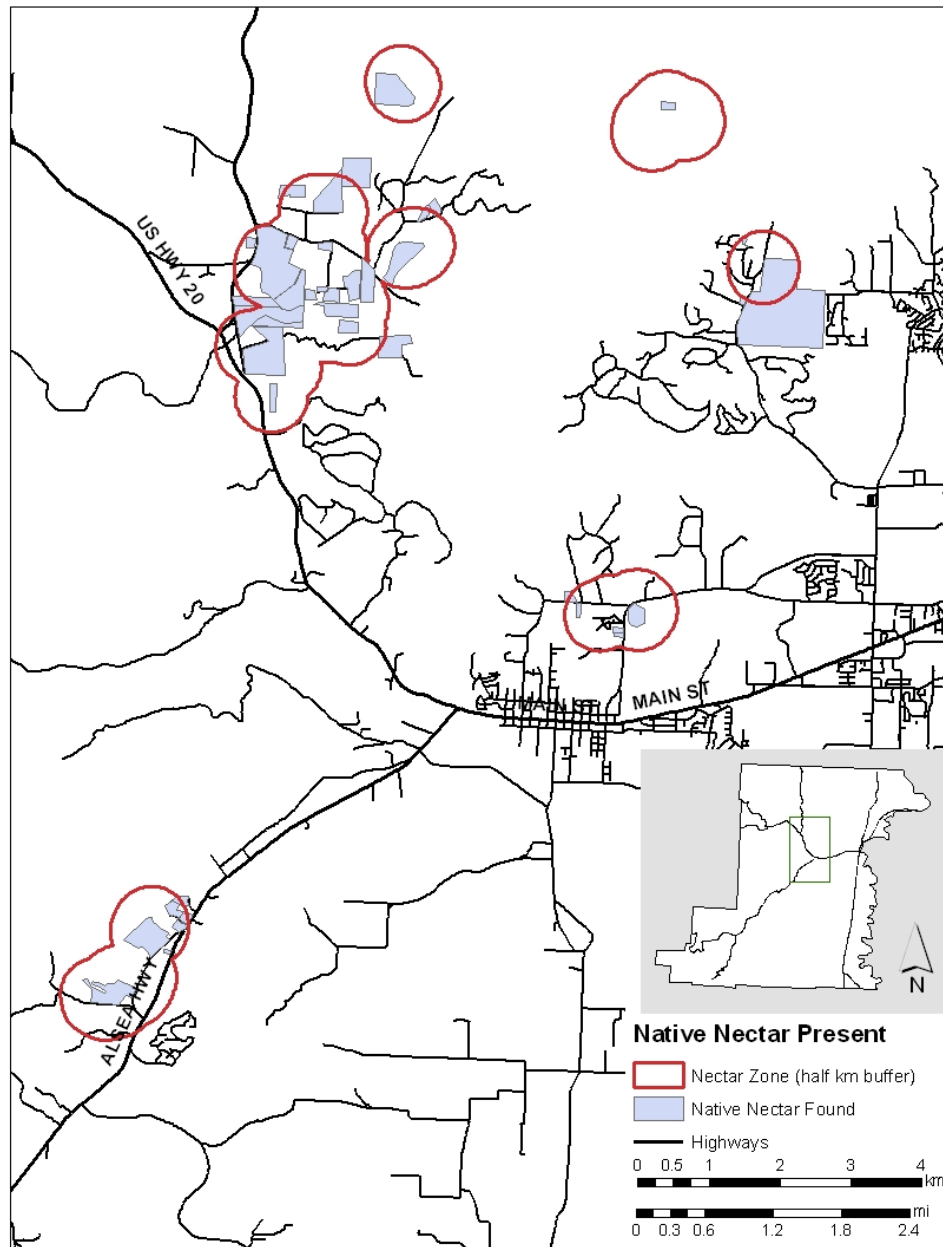 US HWY 20
MAIN ST
MAIN ST
ALSEA HWY
N
Native Nectar Present
Nectar Zone (half km buffer)
Native Nectar Found
Highways
0 0.5 1 2 3 4
km
mi
0 0.3 0.6 1.2 1.8 2.4